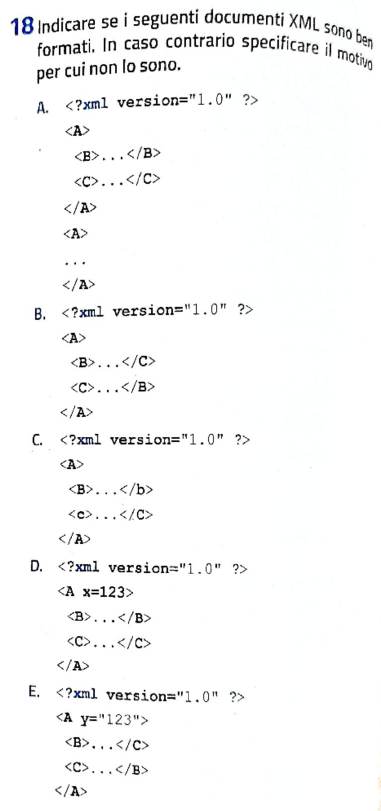 18 Indicare se i seguenti documenti XML sono ben
formati. In caso contrario specificare il motivo
per cui non lo sono.
A. <?xml version="1.0" ?>
<A>
<B>...</B>
<C>...</C>
</A>
<A>
...
</A>
B. <?xml version="1.0" ?>
<A>
<B>...</C>
<C>...</B>
</A>
C. <?xml version="1.0" ?>
<A>
<B>...</b>
<c>...</C>
</A>
D. <?xml version="1.0" ?>
<A x=123>
<B>...</B>
<C>...</C>
</A>
E. <?xml version="1.0" ?>
<A y="123">
<B>...</C>
<C>...</B>
</A>